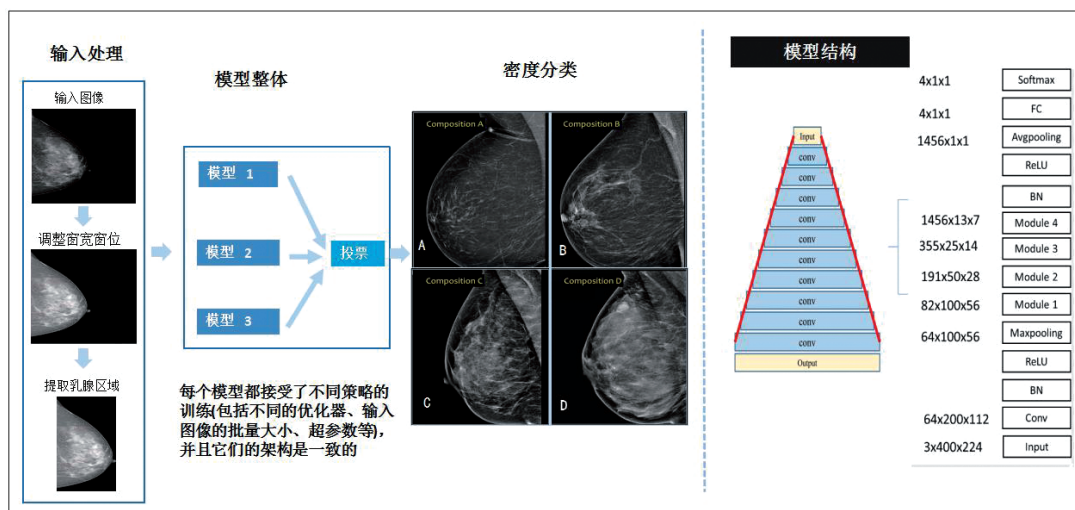 输入处理
输入图像
调整窗宽窗位
提取乳腺区域
模型整体
模型 1
模型 2
模型 3
投票
每个模型都接受了不同策略的
训练(包括不同的优化器、输入
图像的批量大小、超参数等),
并且它们的架构是一致的
密度分类
Composition A
A
Composition B
B
Composition C
C
Composition D
D
模型结构
Input
conv
conv
conv
conv
conv
conv
conv
conv
conv
conv
Output
4x1x1 Softmax
4x1x1 FC
1456x1x1 Avgpooling
ReLU
BN
1456x13x7 Module 4
355x25x14 Module 3
191x50x28 Module 2
82x100x56 Module 1
64x100x56 Maxpooling
ReLU
BN
64x200x112 Conv
3x400x224 Input